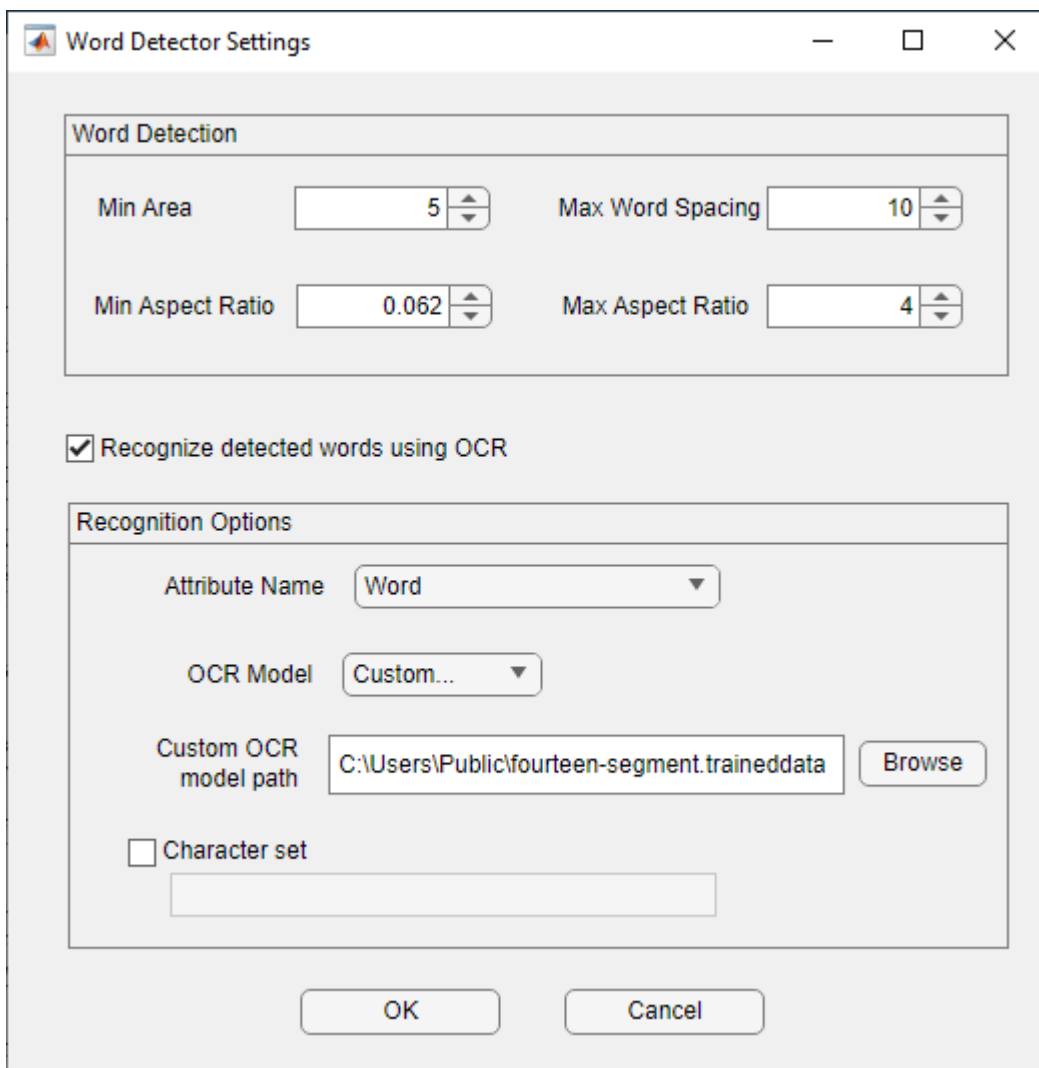 Word Detector Settings
Word Detection
Min Area 5 Max Word Spacing 10
Min Aspect Ratio 0.062 Max Aspect Ratio 4
Recognize detected words using OCR
Recognition Options
Attribute Name Word
OCR Model Custom...
Custom OCR
model path C:\Users\Public\fourteen-segment.traineddata Browse
Character set
OK Cancel